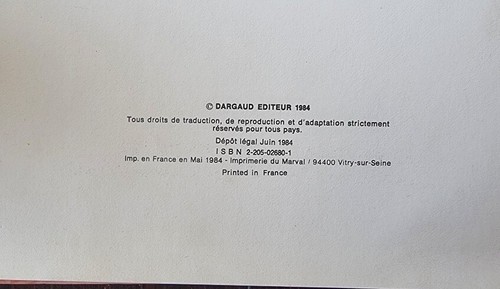 © DARGAUD EDITEUR 1984
Tous droits de traduction, de reproduction et d'adaptation strictement
réservés pour tous pays.
Dépôt légal Juin 1984
I S B N 2-205-02680-1
Imp. en France en Mai 1984 - Imprimerie du Marval / 94400 Vitry-sur-Seine
Printed in France